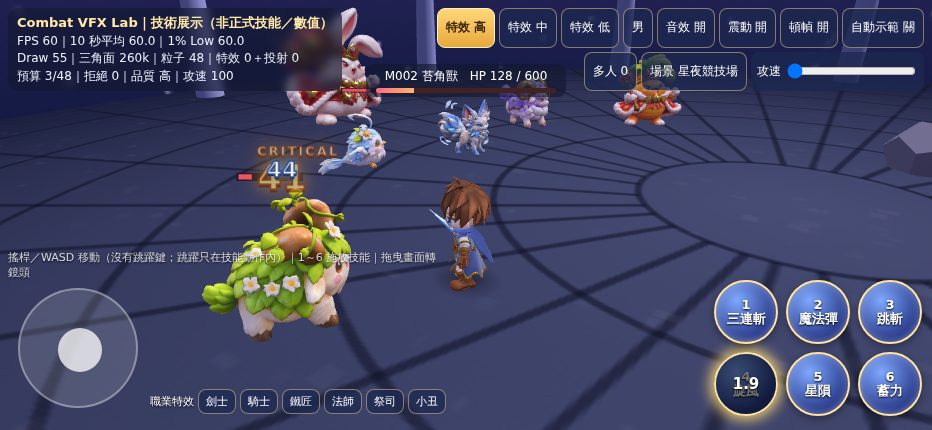 Combat VFX Lab｜技術展示（非正式技能／數值）
FPS 60｜10 秒平均 60.0｜1% Low 60.0
Draw 55｜三角面 260k｜粒子 48｜特效 0＋投射 0
預算 3/48｜拒絕 0｜品質 高｜攻速 100
特效 高
特效 中
特效 低
男
音效 開
震動 開
頓幀 開
自動示範 關
M002 苔角獸 HP 128 / 600
多人 0
場景 星夜競技場
攻速
CRITICAL
44
搖桿／WASD 移動（沒有跳躍鍵；跳躍只在技能動作內）｜1～6 施放技能｜拖曳畫面轉
鏡頭
1
三連斬
2
魔法彈
3
跳斬
4
旋風
1.9
5
星隕
6
蓄力
職業特效
劍士
騎士
鐵匠
法師
祭司
小丑